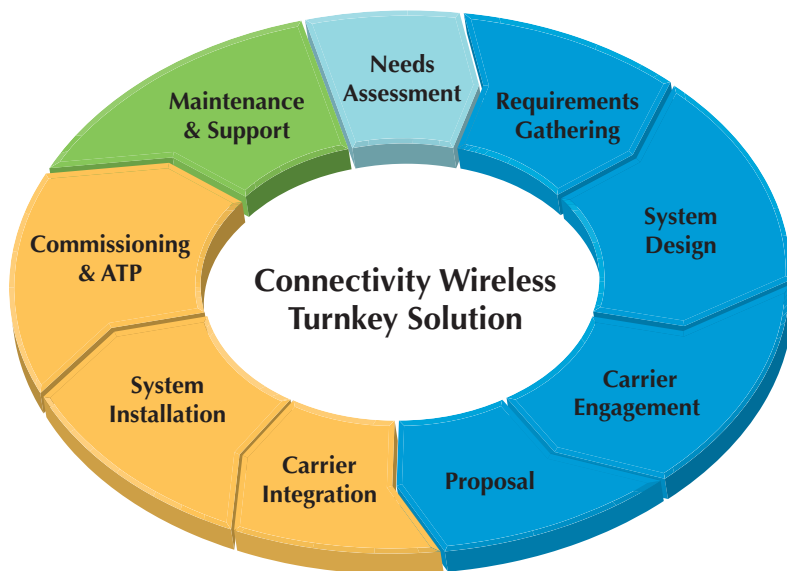 Needs
Assessment
Requirements
Gathering
System
Design
Carrier
Engagement
Proposal
Carrier
Integration
System
Installation
Commissioning
& ATP
Maintenance
& Support
Connectivity Wireless
Turnkey Solution